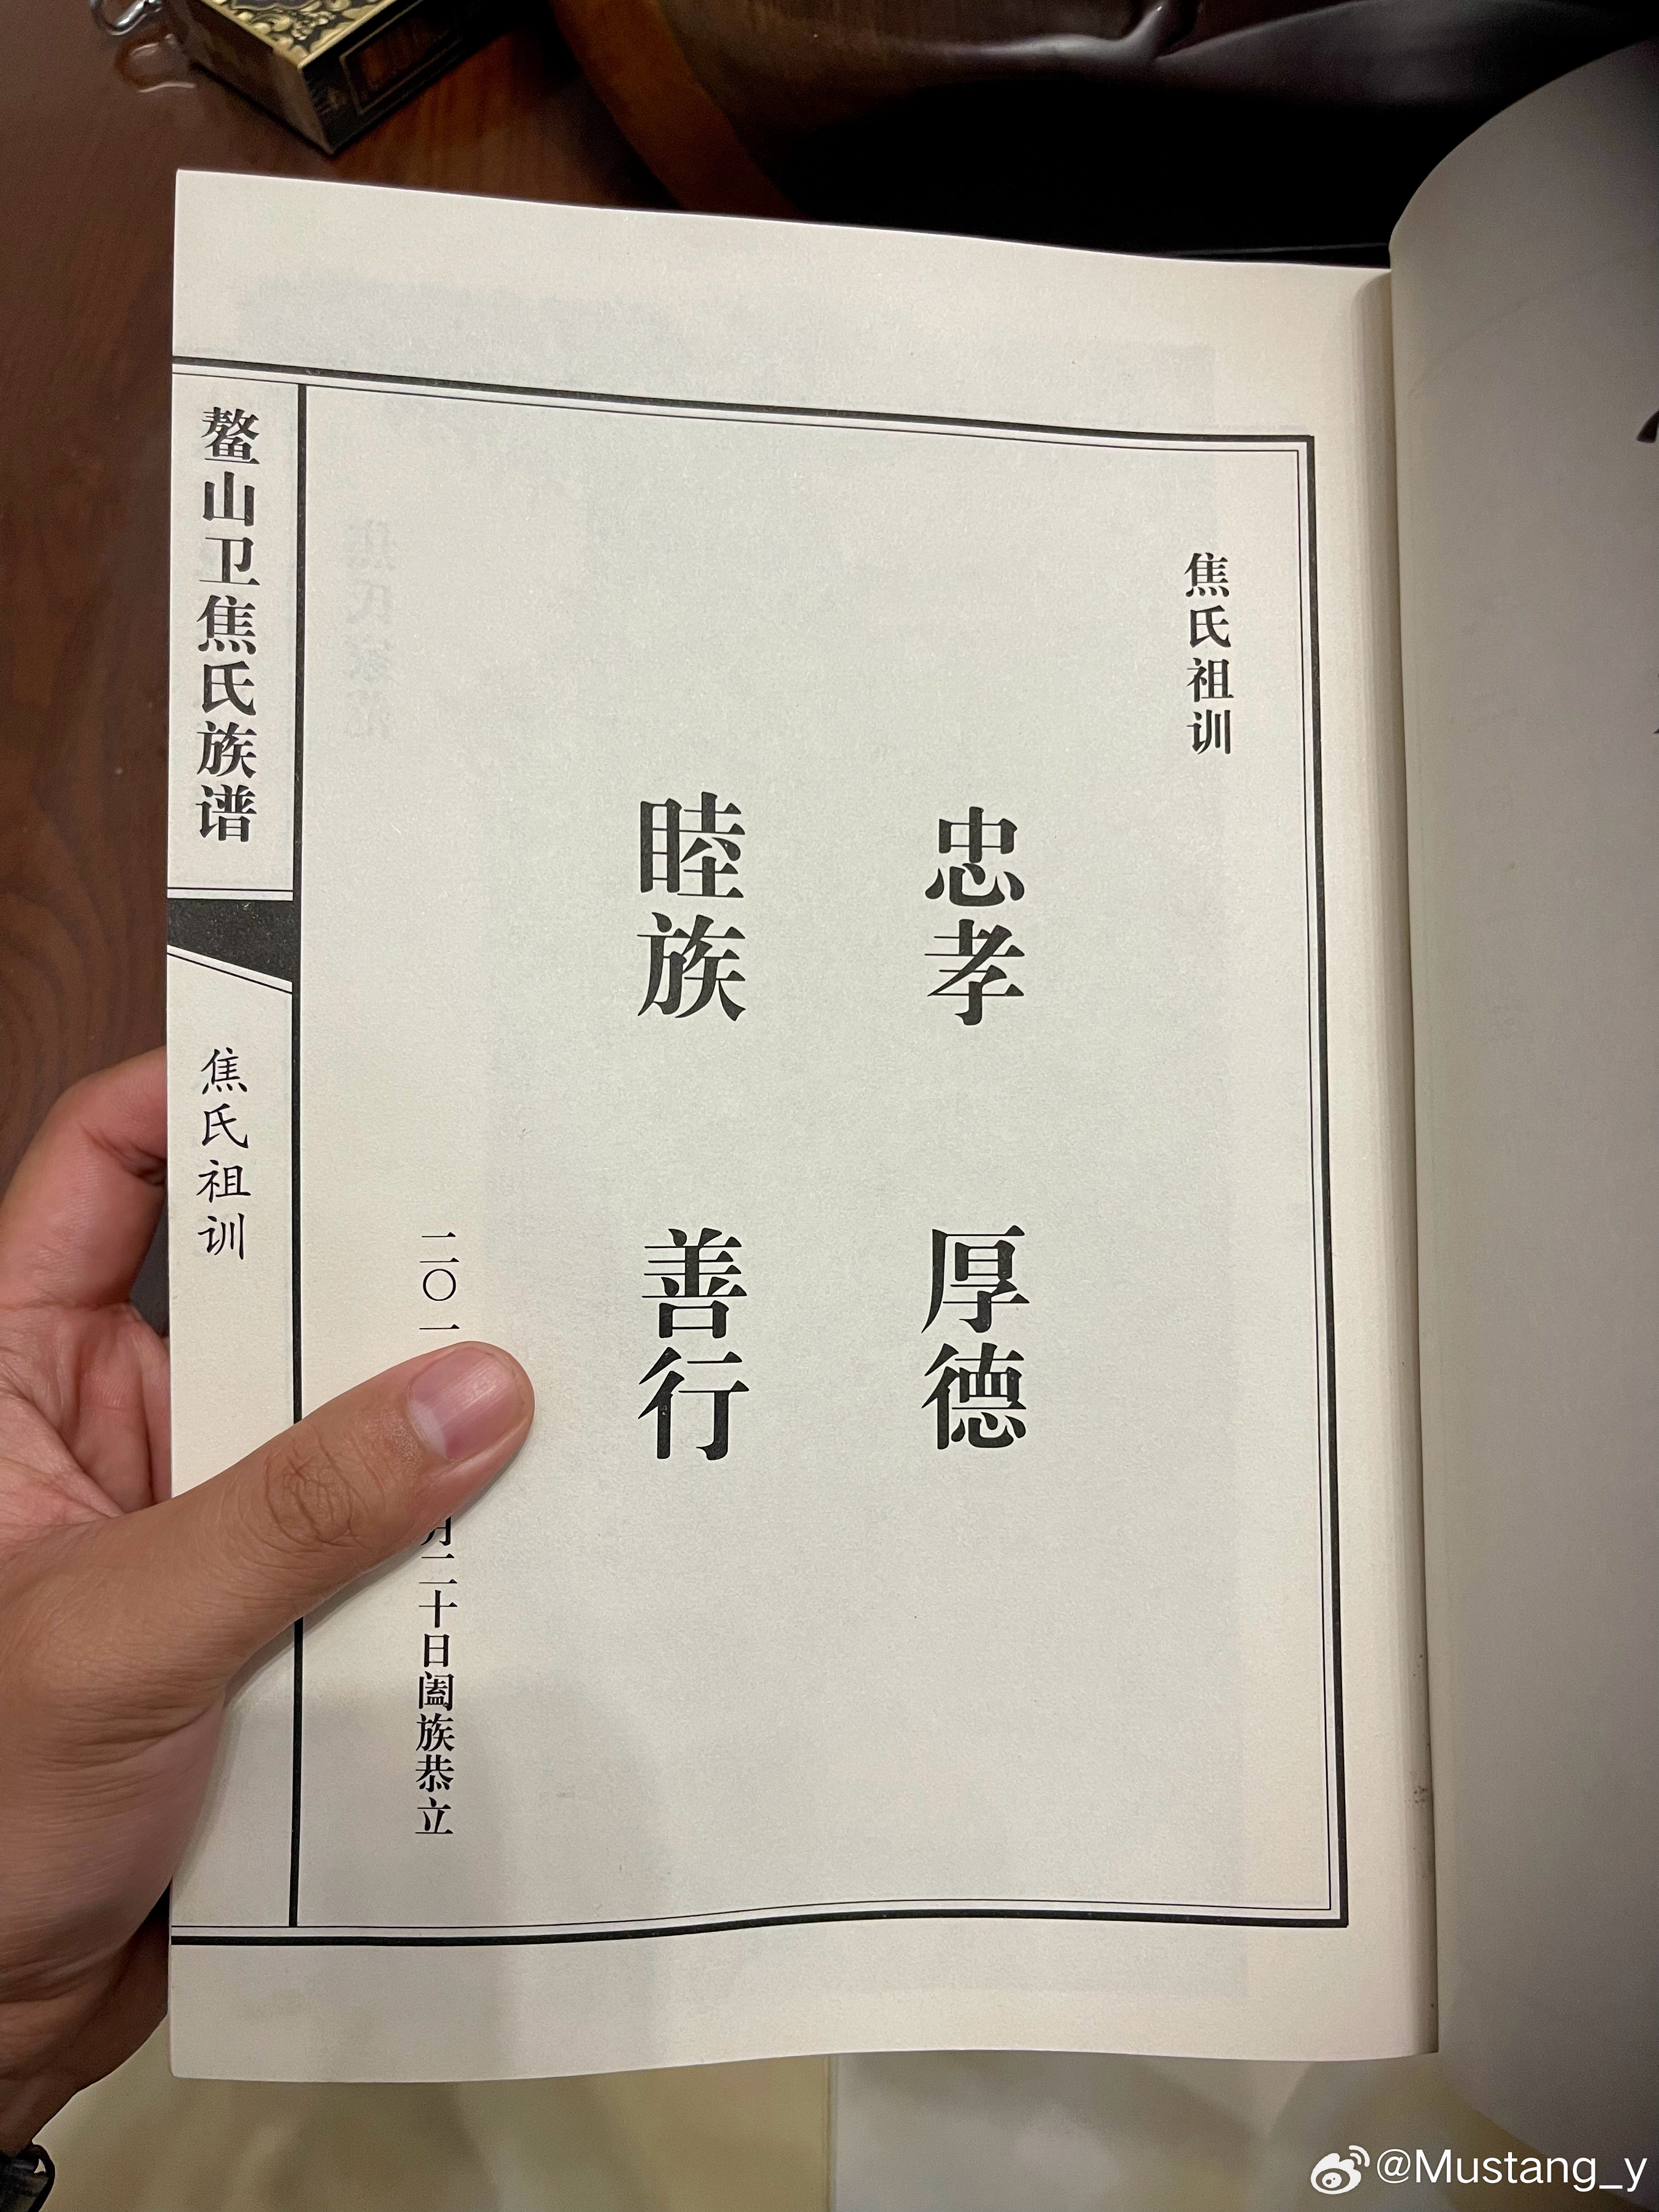 焦氏祖训
忠孝 厚德
睦族 善行
二〇一
月二十日阖族恭立
鳌山卫焦氏族谱
焦氏祖训
@Mustang_y